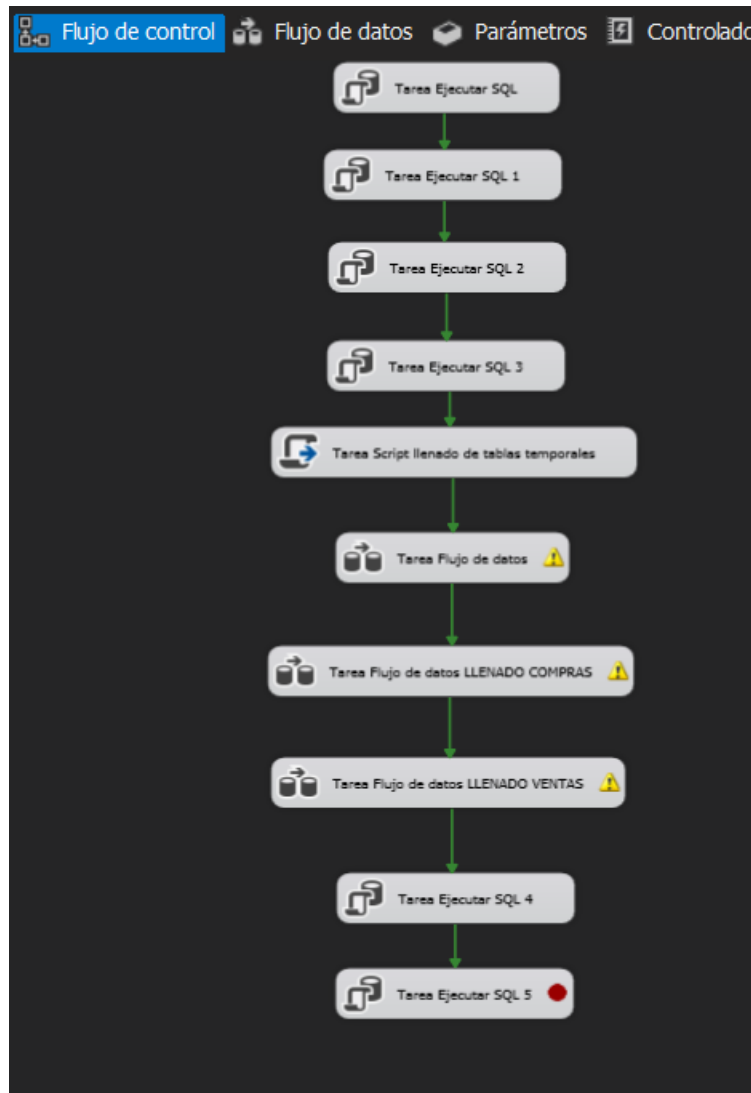 Flujo de control Flujo de datos Parámetros Controlado
Tarea Ejecutar SQL
Tarea Ejecutar SQL 1
Tarea Ejecutar SQL 2
Tarea Ejecutar SQL 3
Tarea Script llenado de tablas temporales
Tarea Flujo de datos
Tarea Flujo de datos LLENADO COMPRAS
Tarea Flujo de datos LLENADO VENTAS
Tarea Ejecutar SQL 4
Tarea Ejecutar SQL 5